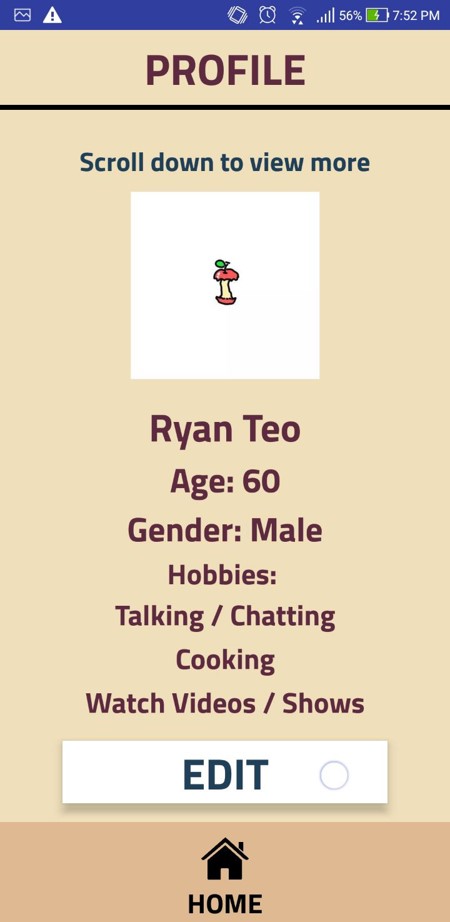 56% 7:52 PM
PROFILE
Scroll down to view more
Ryan Teo
Age: 60
Gender: Male
Hobbies:
Talking / Chatting
Cooking
Watch Videos / Shows
EDIT
HOME